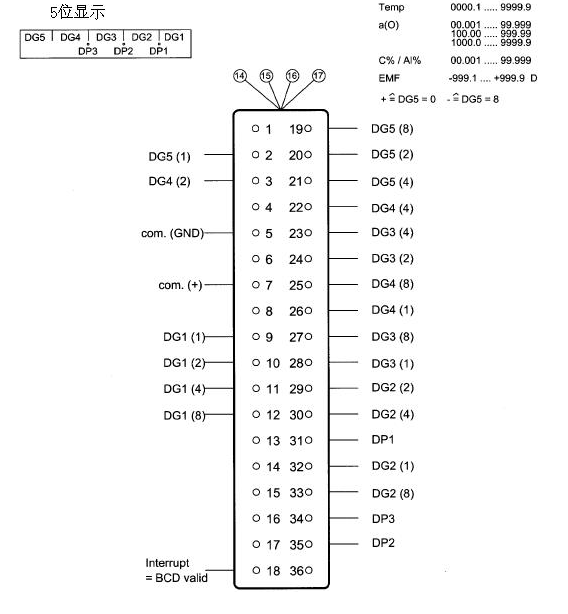 5位显示
DG5 DG4 DG3 DG2 DG1
DP3 DP2 DP1
Temp 0000.1 ..... 9999.9
a(O) 00.001 ..... 99.999
100.00 ..... 999.99
1000.0 ..... 9999.9
C% / Al% 00.001 ..... 99.999
EMF -999.1 .... +999.9 D
+ ≙ DG5 = 0 - ≙ DG5 = 8
14 15 16 17
1 19 DG5 (8)
DG5 (1) 2 20 DG5 (2)
DG4 (2) 3 21 DG5 (4)
4 22 DG4 (4)
com. (GND) 5 23 DG3 (4)
6 24 DG3 (2)
com. (+) 7 25 DG4 (8)
8 26 DG4 (1)
DG1 (1) 9 27 DG3 (8)
DG1 (2) 10 28 DG3 (1)
DG1 (4) 11 29 DG2 (2)
DG1 (8) 12 30 DG2 (4)
13 31 DP1
14 32 DG2 (1)
15 33 DG2 (8)
16 34 DP3
17 35 DP2
Interrupt
= BCD valid 18 36